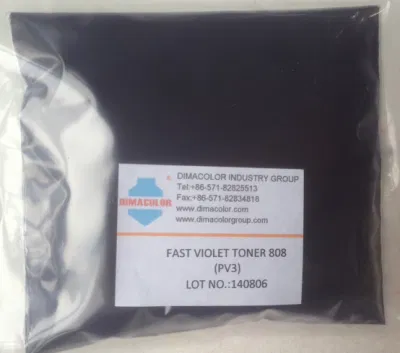 DIMACOLOR INDUSTRY GROUP
Tel:+86-571-82825513
Fax:+86-571-82834818
www.dimacolor.com
www.dimacolorgroup.com
DIMACOLOR
FAST VIOLET TONER 808
(PV3)
LOT NO.:140806